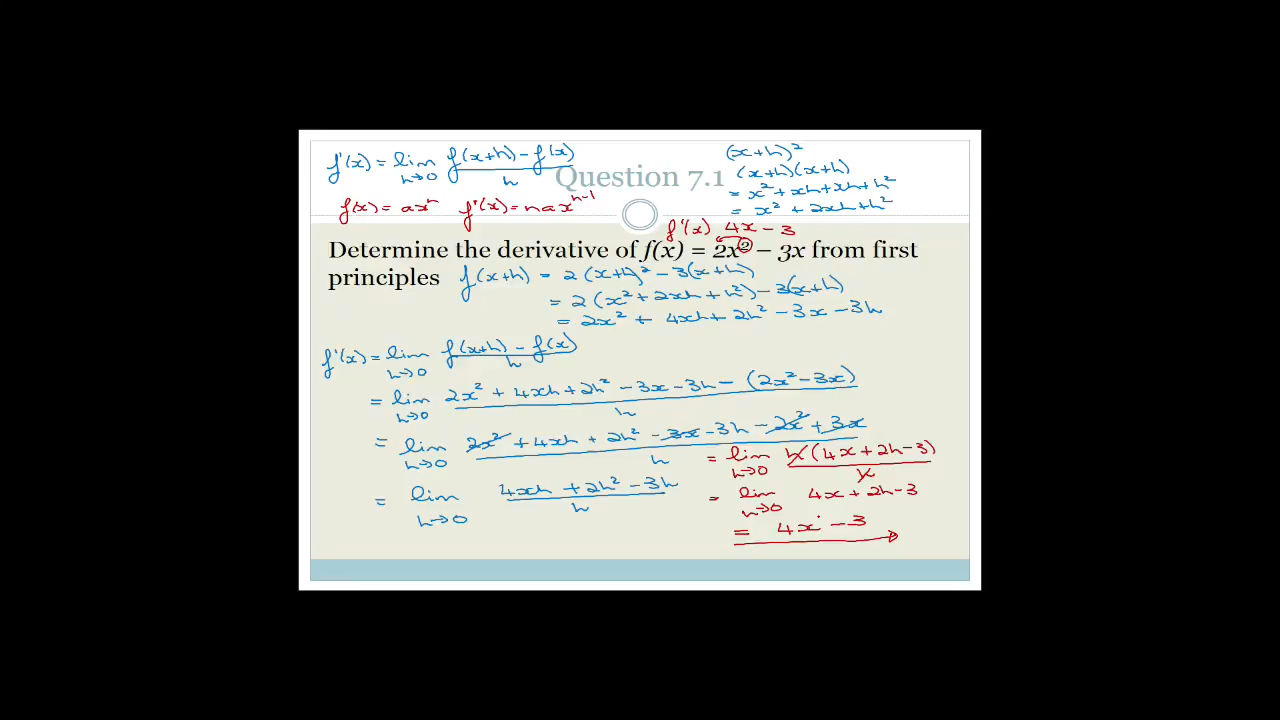 f'(x) = lim h→0 f(x+h) - f(x) / h
(x+h)²
(x+h)(x+h)
Question 7.1
= x² + xh + xh + h²
= x² + 2xh + h²
f(x) = axⁿ f'(x) = naxⁿ⁻¹
f'(x) 4x - 3
Determine the derivative of f(x) = 2x² – 3x from first
principles
f(x+h) = 2(x+h)² - 3(x+h)
= 2(x² + 2xh + h²) - 3(x+h)
= 2x² + 4xh + 2h² - 3x - 3h
f'(x) = lim h→0 f(x+h) - f(x) / h
= lim h→0 2x² + 4xh + 2h² - 3x - 3h - (2x² - 3x) / h
= lim h→0 2x² + 4xh + 2h² - 3x - 3h - 2x² + 3x / h
= lim h→0 4xh + 2h² - 3h / h
= lim h→0 h(4x + 2h - 3) / h
= lim h→0 4x + 2h - 3
= 4x - 3